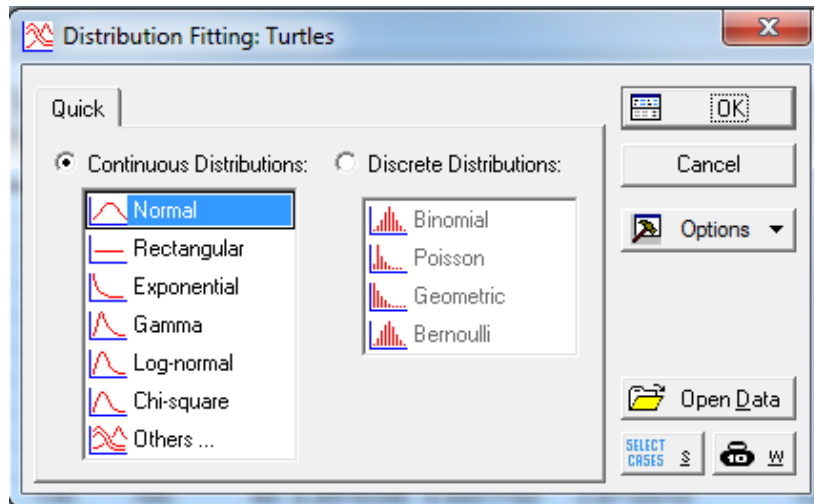 Distribution Fitting: Turtles
Quick
Continuous Distributions:
Normal
Rectangular
Exponential
Gamma
Log-normal
Chi-square
Others ...
Discrete Distributions:
Binomial
Poisson
Geometric
Bernoulli
OK
Cancel
Options
Open Data
SELECT
CASES S
W